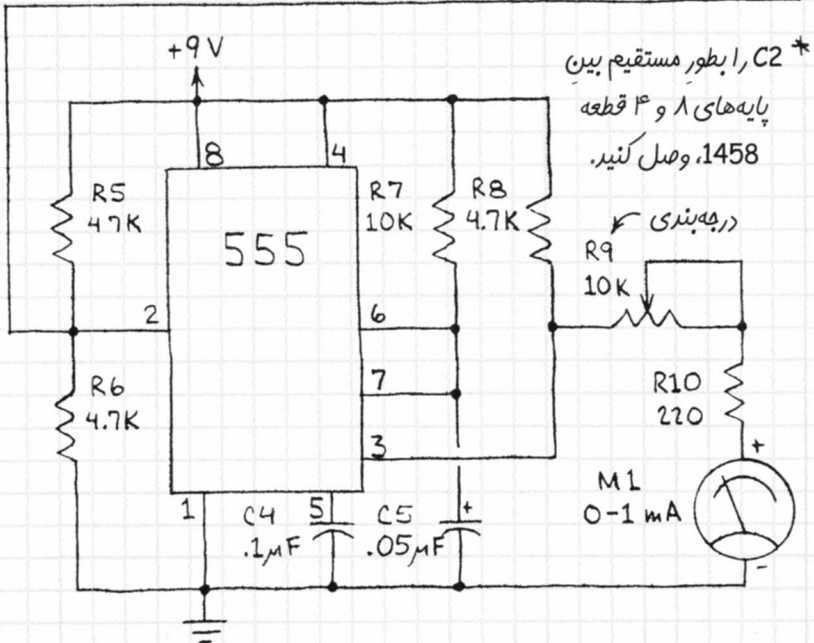 +9V
* C2 را بطور مستقیم بین
پایه‌های ۸ و ۴ قطعه
1458، وصل کنید.
8
4
R5
47K
555
R7
10K
R8
4.7K
درجه‌بندی
R9
10K
2
6
R6
4.7K
7
R10
220
3
+
1
C4
.1μF
5
C5
.05μF
+
M1
0-1 mA
-